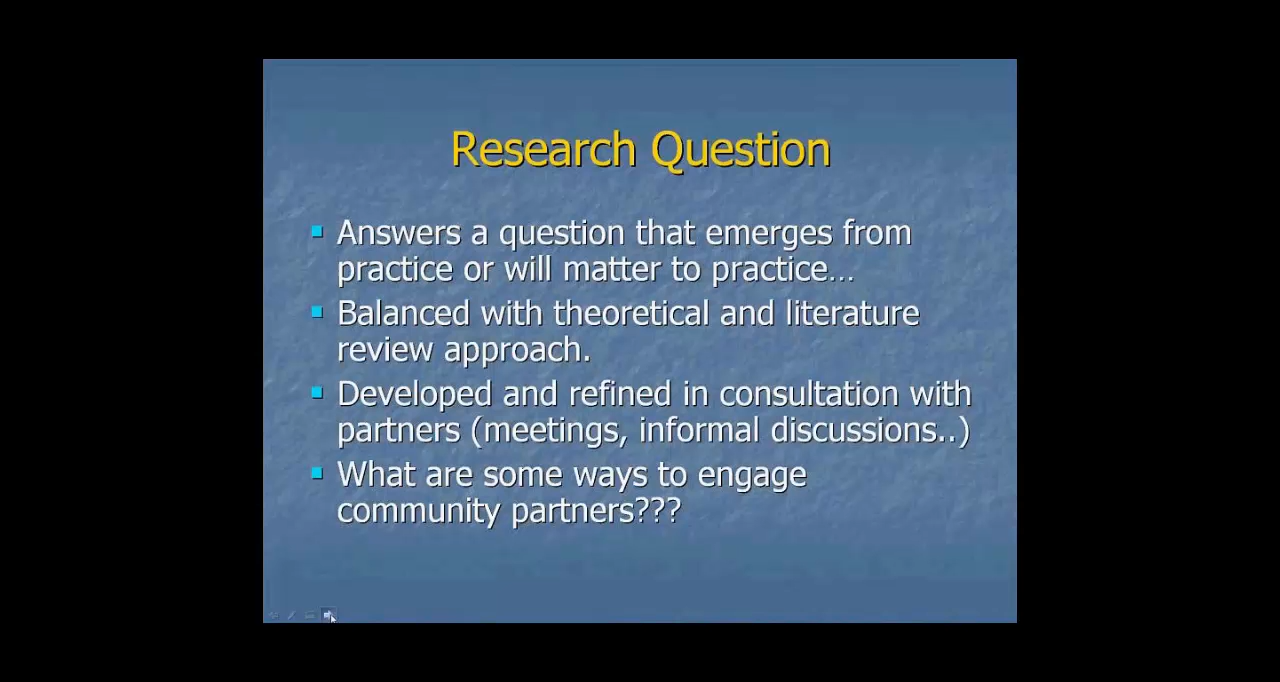 Research Question
Answers a question that emerges from
practice or will matter to practice…
Balanced with theoretical and literature
review approach.
Developed and refined in consultation with
partners (meetings, informal discussions..)
What are some ways to engage
community partners???